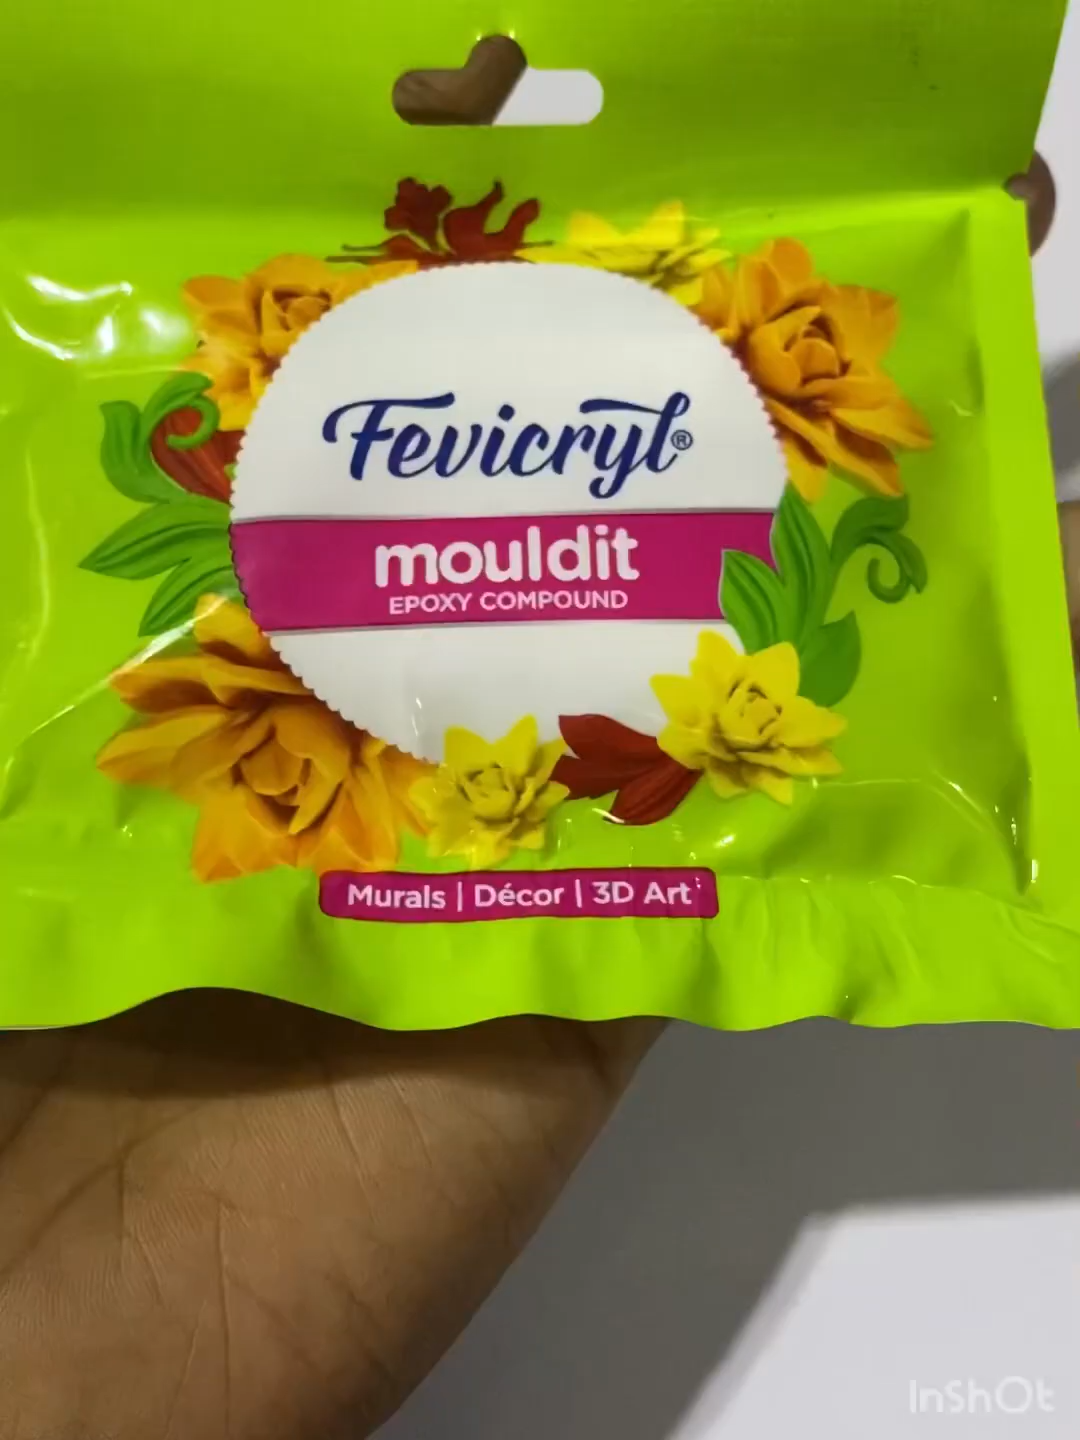 Fevicryl®
mouldit
EPOXY COMPOUND
Murals | Décor | 3D Art
InShOt